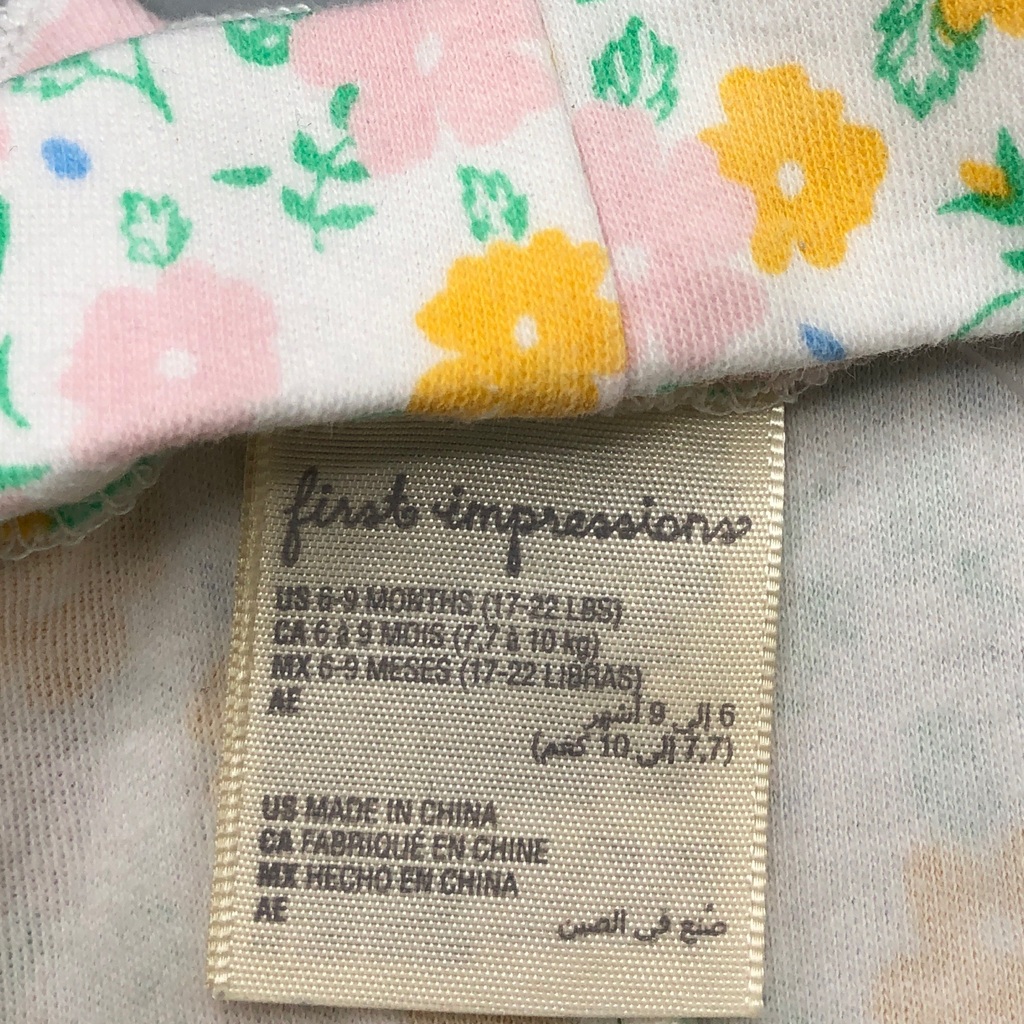 first impressions
US 6-9 MONTHS (17-22 LBS)
CA 6 à 9 MOIS (7,7 à 10 kg)
MX 6-9 MESES (17-22 LIBRAS)
AE
6 إلى 9 أشهر
(7,7 إلى 10 كغم)
US MADE IN CHINA
CA FABRIQUÉ EN CHINE
MX HECHO EN CHINA
AE
صُنع في الصين